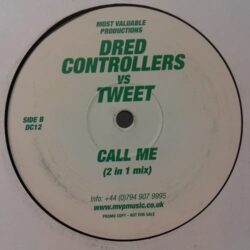 MOST VALUABLE
PRODUCTIONS
DRED
CONTROLLERS
VS
TWEET
SIDE B
DC12
CALL ME
(2 in 1 mix)
Info: +44 (0)794 907 9995
www.mvpmusic.co.uk
PROMO COPY - NOT FOR SALE